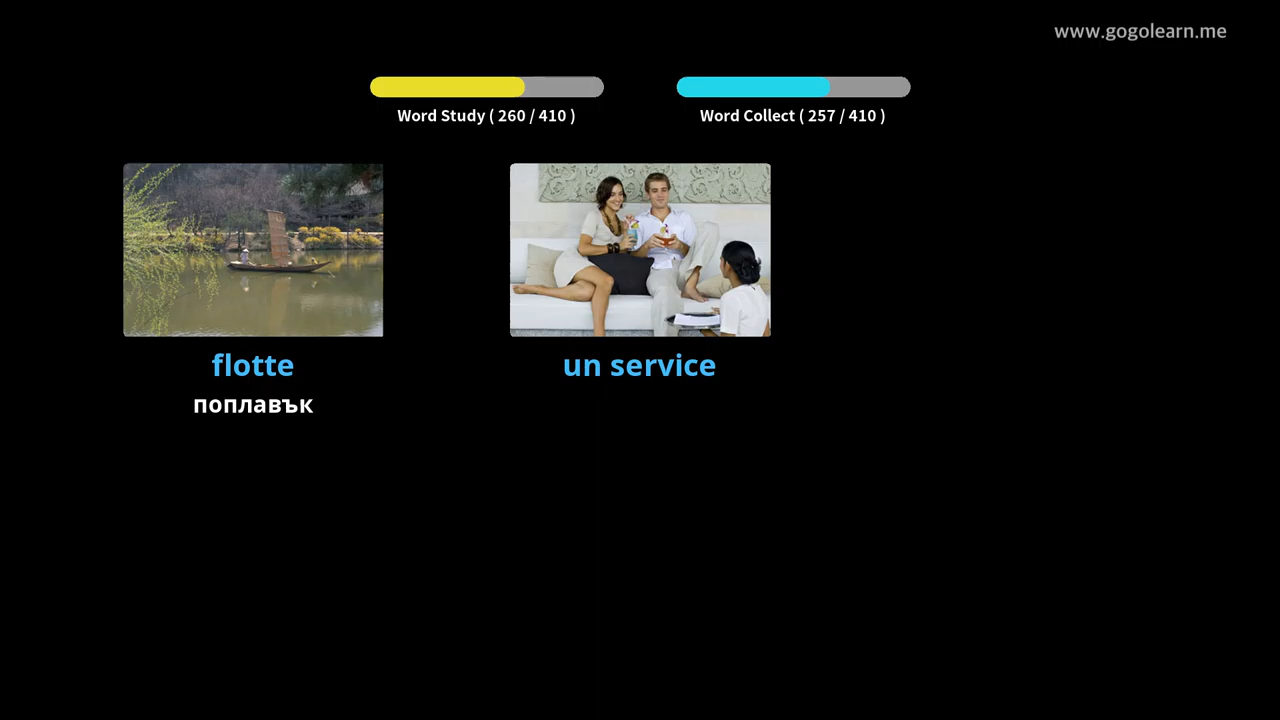 www.gogolearn.me
Word Study ( 260 / 410 )
Word Collect ( 257 / 410 )
flotte
un service
поплавък